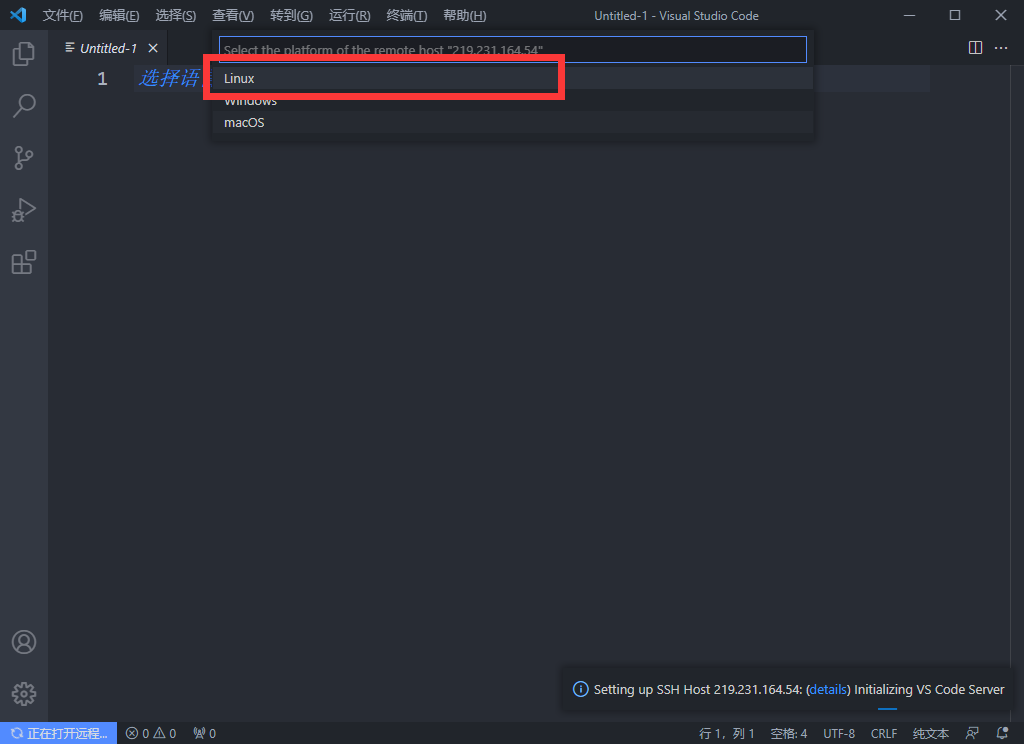 文件(F) 编辑(E) 选择(S) 查看(V) 转到(G) 运行(R) 终端(T) 帮助(H) Untitled-1 - Visual Studio Code
Untitled-1
Select the platform of the remote host "219.231.164.54"
1 选择语
Linux
Windows
macOS
Setting up SSH Host 219.231.164.54: (details) Initializing VS Code Server
正在打开远程... 0 0 0 行 1，列 1 空格: 4 UTF-8 CRLF 纯文本